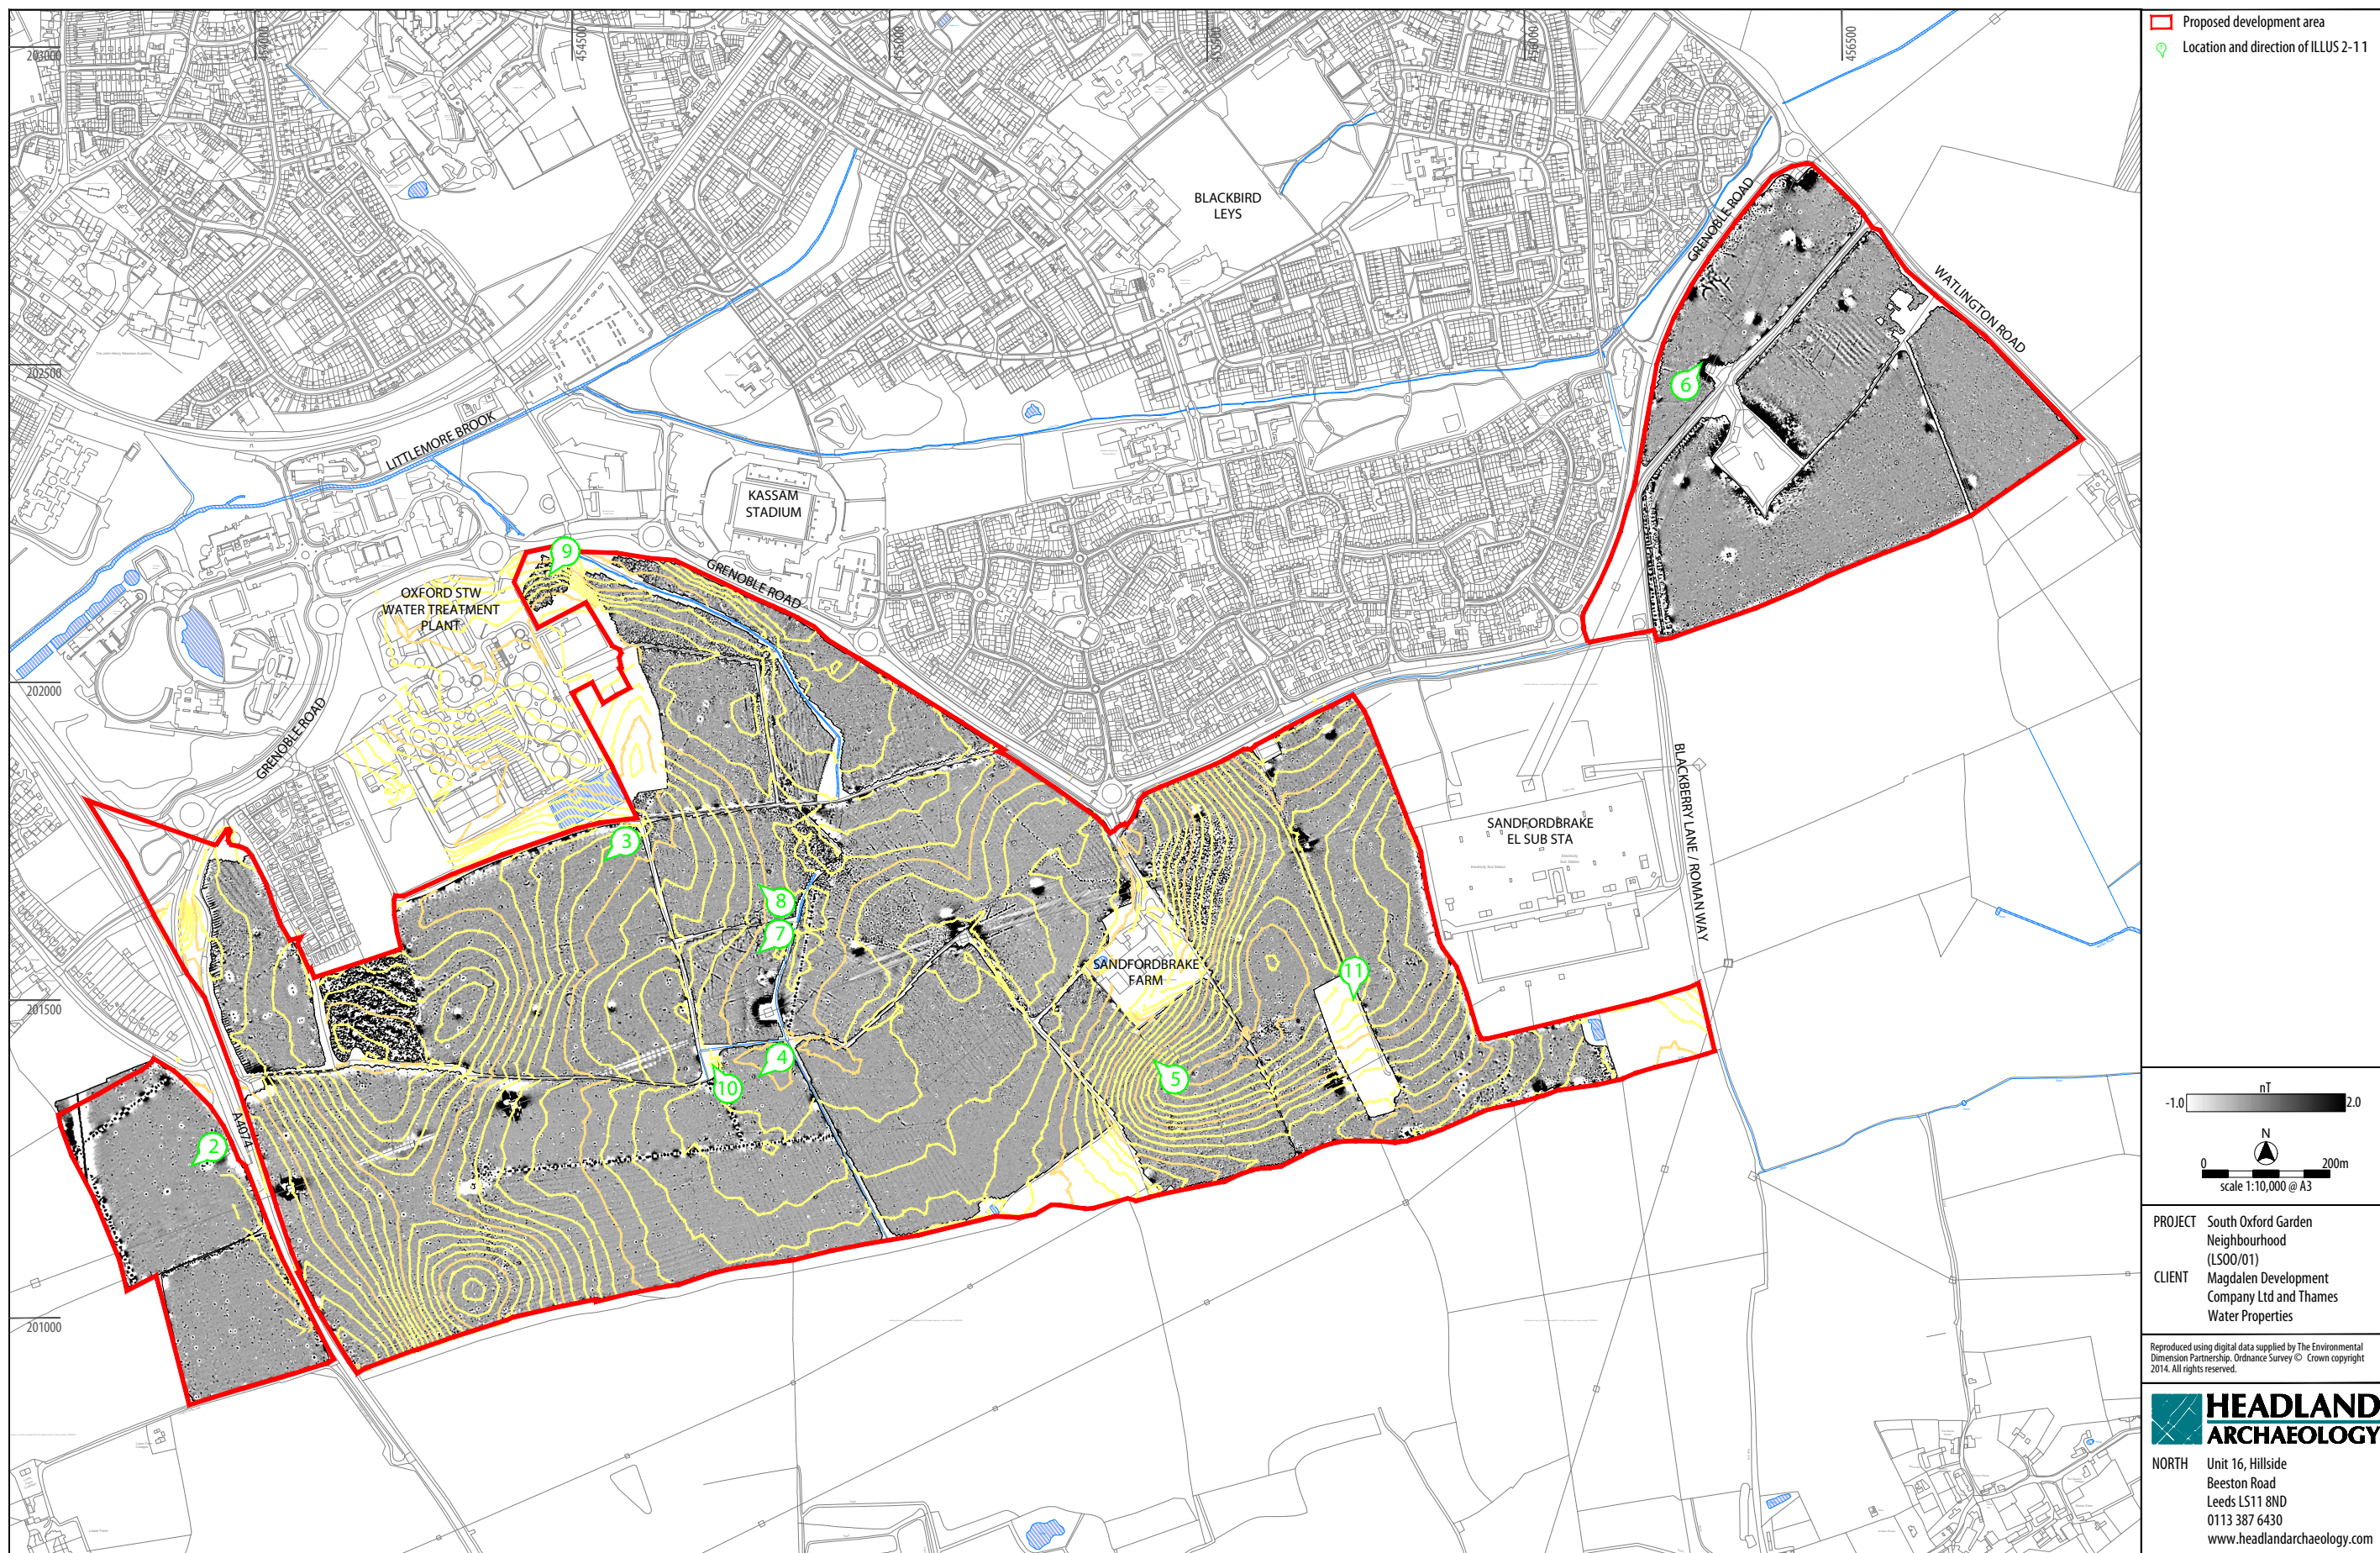 203000
202500
202000
201500
201000
454000
454500
455000
455500
456000
456500
BLACKBIRD
LEYS
GRENOBLE ROAD
WATLINGTON ROAD
LITTLEMORE BROOK
KASSAM
STADIUM
GRENOBLE ROAD
OXFORD STW
WATER TREATMENT
PLANT
GRENOBLE ROAD
SANDFORDBRAKE
EL SUB STA
BLACKBERRY LANE / ROMAN WAY
SANDFORDBRAKE
FARM
A4074
6
9
3
8
7
11
4
10
5
2
Proposed development area
Location and direction of ILLUS 2-11
nT
-1.0
2.0
N
0
200m
scale 1:10,000 @ A3
PROJECT South Oxford Garden
Neighbourhood
(LSOO/01)
CLIENT Magdalen Development
Company Ltd and Thames
Water Properties
Reproduced using digital data supplied by The Environmental
Dimension Partnership. Ordnance Survey © Crown copyright
2014. All rights reserved.
HEADLAND
ARCHAEOLOGY
NORTH Unit 16, Hillside
Beeston Road
Leeds LS11 8ND
0113 387 6430
www.headlandarchaeology.com